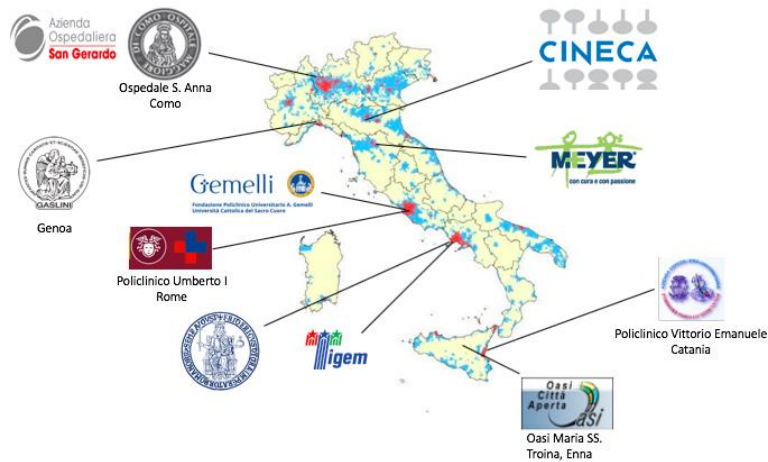 Azienda
Ospedaliera
San Gerardo
Ospedale S. Anna
Como
CINECA
GASLINI
Genoa
Gemelli
Fondazione Policlinico Universitario A. Gemelli
Università Cattolica del Sacro Cuore
MEYER
con cura e con passione
Policlinico Umberto I
Rome
Tigem
Policlinico Vittorio Emanuele
Catania
Oasi
Città
Aperta
Oasi
Oasi Maria SS.
Troina, Enna